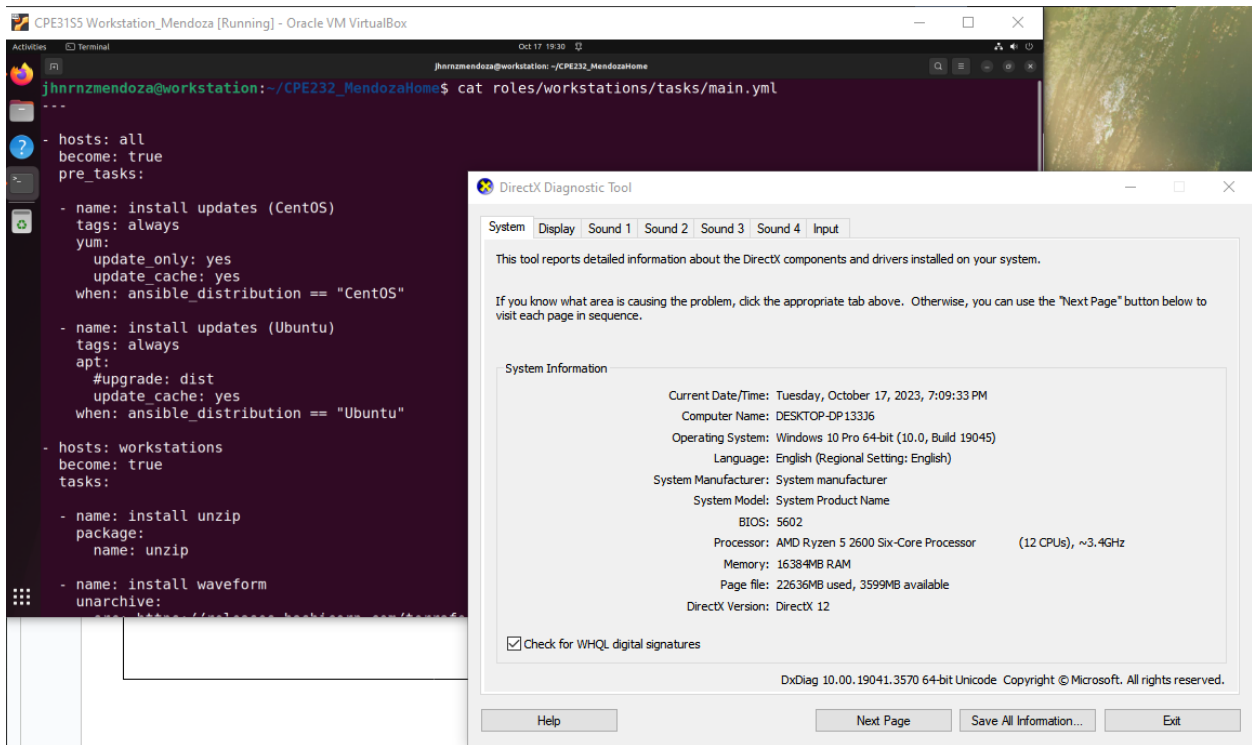 CPE31S5 Workstation_Mendoza [Running] - Oracle VM VirtualBox
Activities Terminal Oct 17 19:30
jhnrnzmendoza@workstation: ~/CPE232_MendozaHome
jhnrnzmendoza@workstation:~/CPE232_MendozaHome$ cat roles/workstations/tasks/main.yml
---
- hosts: all
become: true
pre_tasks:
- name: install updates (CentOS)
tags: always
yum:
update_only: yes
update_cache: yes
when: ansible_distribution == "CentOS"
- name: install updates (Ubuntu)
tags: always
apt:
#upgrade: dist
update_cache: yes
when: ansible_distribution == "Ubuntu"
- hosts: workstations
become: true
tasks:
- name: install unzip
package:
name: unzip
- name: install waveform
unarchive:
DirectX Diagnostic Tool
System Display Sound 1 Sound 2 Sound 3 Sound 4 Input
This tool reports detailed information about the DirectX components and drivers installed on your system.
If you know what area is causing the problem, click the appropriate tab above. Otherwise, you can use the "Next Page" button below to
visit each page in sequence.
System Information
Current Date/Time: Tuesday, October 17, 2023, 7:09:33 PM
Computer Name: DESKTOP-DP133J6
Operating System: Windows 10 Pro 64-bit (10.0, Build 19045)
Language: English (Regional Setting: English)
System Manufacturer: System manufacturer
System Model: System Product Name
BIOS: 5602
Processor: AMD Ryzen 5 2600 Six-Core Processor (12 CPUs), ~3.4GHz
Memory: 16384MB RAM
Page file: 22636MB used, 3599MB available
DirectX Version: DirectX 12
Check for WHQL digital signatures
DxDiag 10.00.19041.3570 64-bit Unicode Copyright © Microsoft. All rights reserved.
Help Next Page Save All Information... Exit